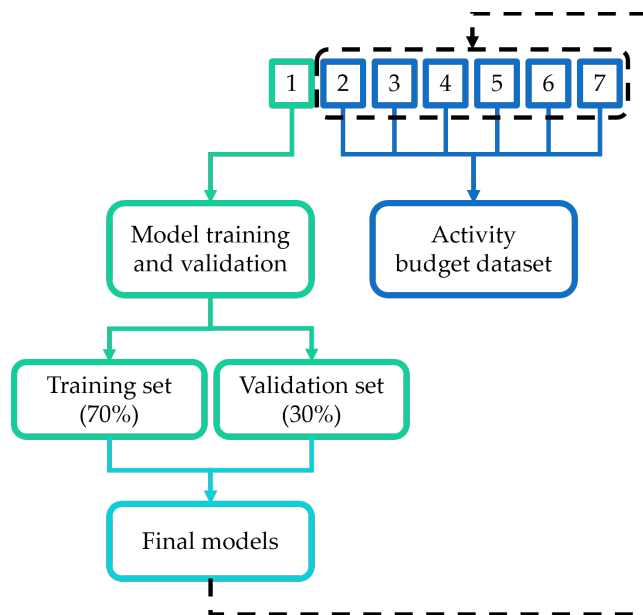 1 2 3 4 5 6 7
Model training
and validation
Activity
budget dataset
Training set
(70%)
Validation set
(30%)
Final models